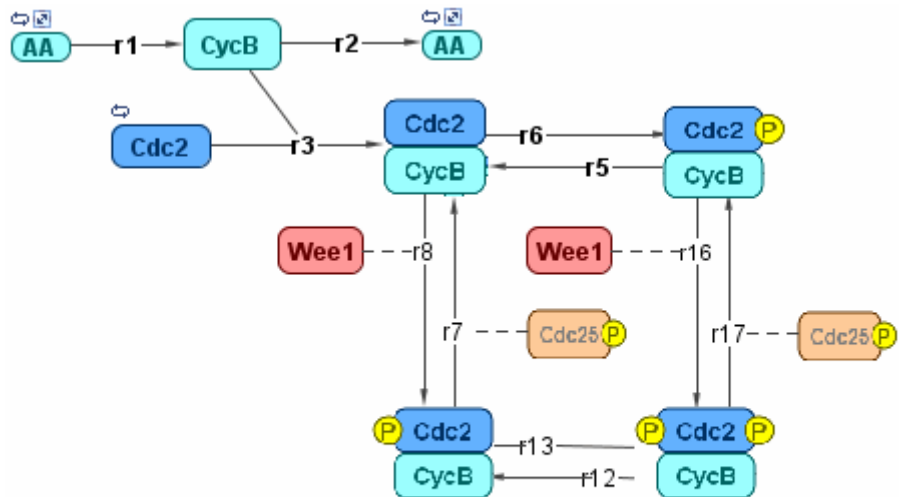 AA r1 CycB r2 AA
Cdc2 r3 Cdc2 r6 Cdc2 P
CycB r5 CycB
Wee1 r8 Wee1 r16
r7 Cdc25 P r17 Cdc25 P
P Cdc2 r13 P Cdc2 P
CycB r12 CycB